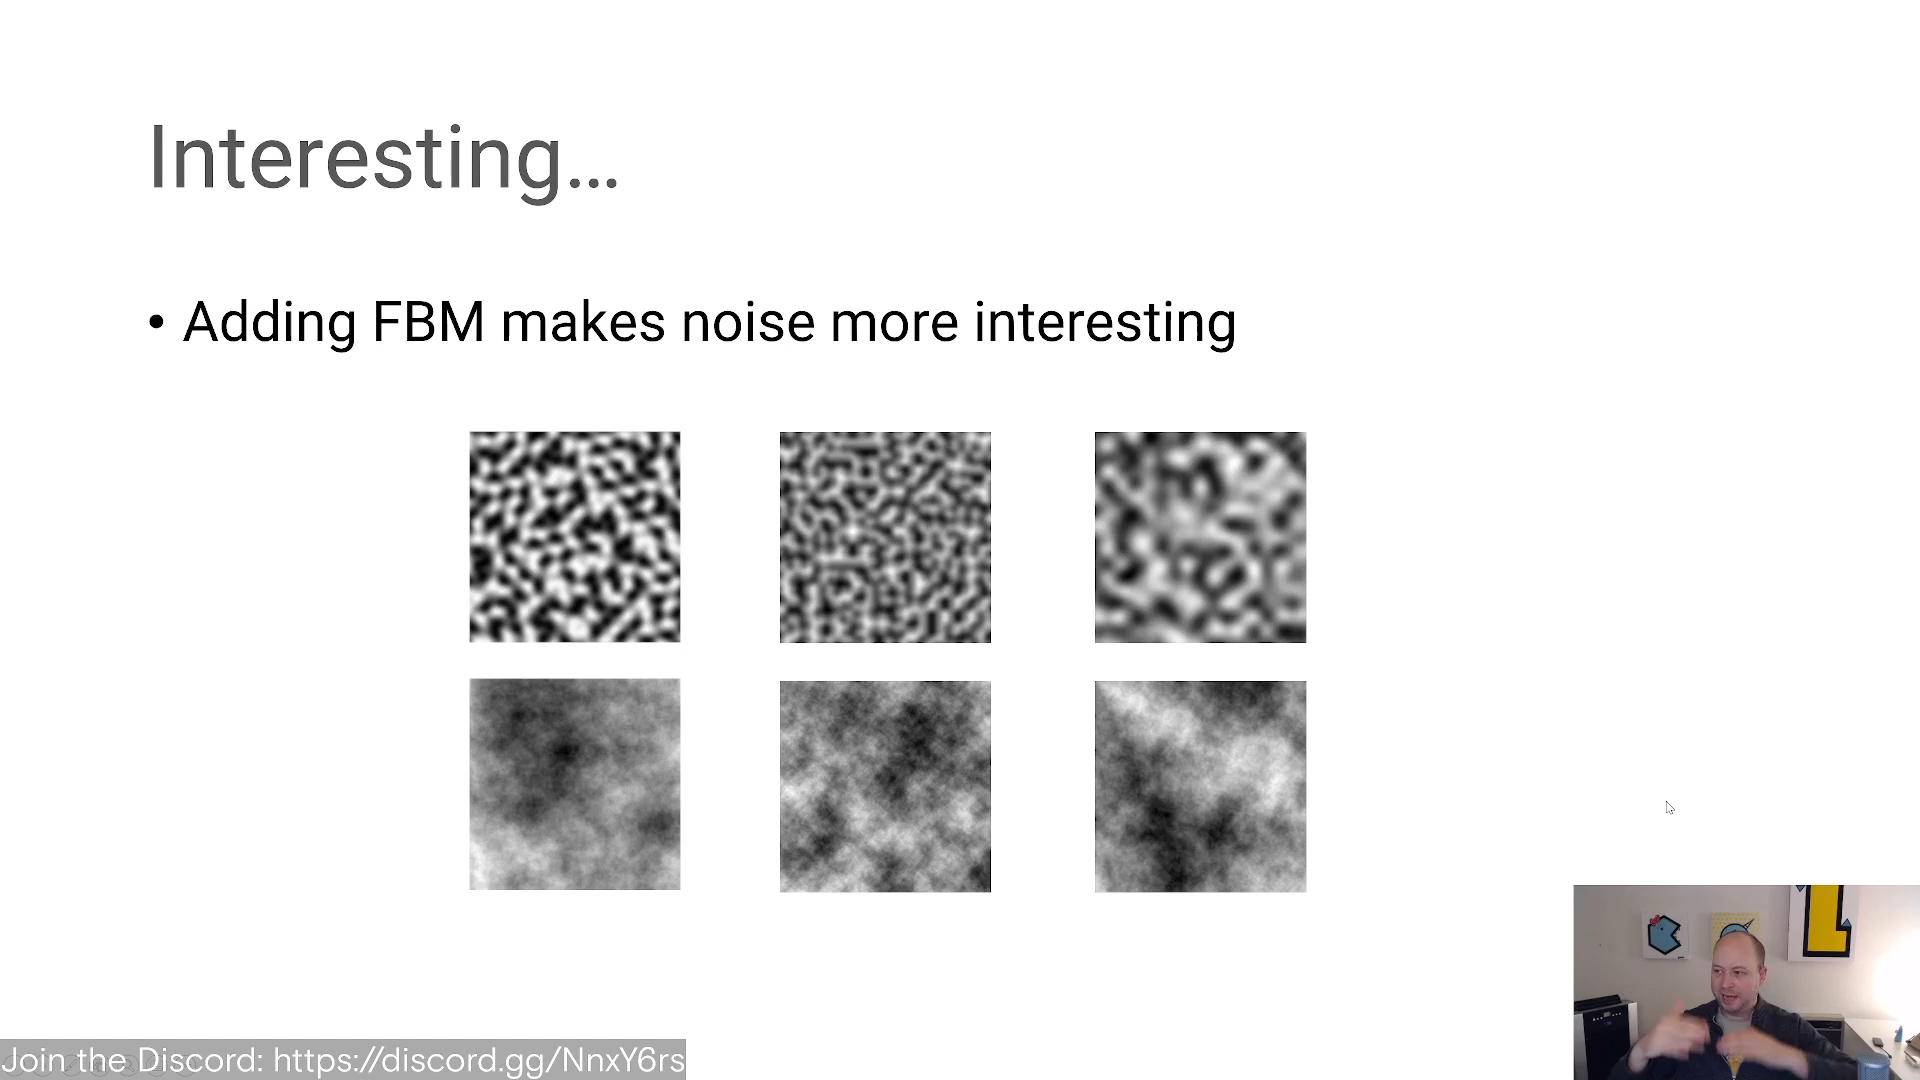 Interesting…
• Adding FBM makes noise more interesting
Join the Discord: https://discord.gg/NnxY6rs